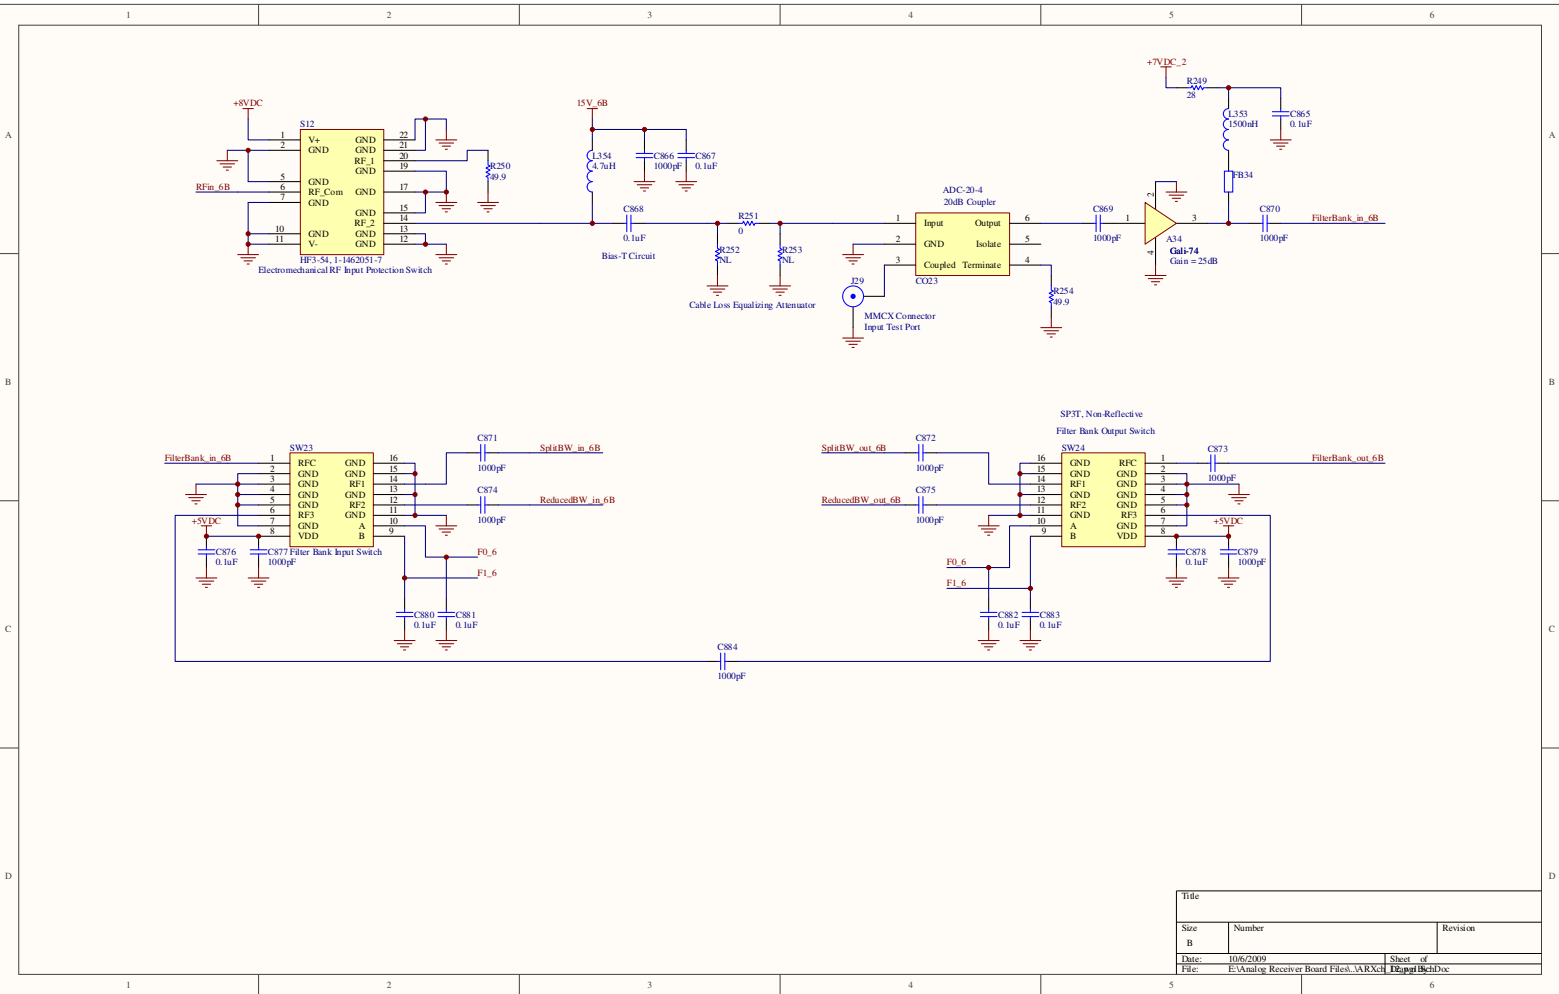 1 2 3 4 5 6
A
B
C
D
A
B
C
D
+8VDC
S12
1 V+ GND 22
2 GND GND 21
RF_1 20
GND 19
5 GND
6 RF_Com GND 17
7 GND
GND 15
RF_2 14
10 GND GND 13
11 V- GND 12
RFin_6B
HF3-54, 1-1462051-7
Electromechanical RF Input Protection Switch
R250
49.9
15V_6B
L354
4.7uH
C866
1000pF
C867
0.1uF
C868
0.1uF
Bias-T Circuit
R251
0
R252
NL
R253
NL
Cable Loss Equalizing Attenuator
ADC-20-4
20dB Coupler
1 Input Output 6
2 GND Isolate 5
3 Coupled Terminate 4
CO23
J29
MMCX Connector
Input Test Port
R254
49.9
C869
1000pF
+7VDC_2
R249
28
L353
1500nH
C865
0.1uF
FB34
1
2
3
4
A34
Gali-74
Gain = 25dB
C870
1000pF
FilterBank_in_6B
FilterBank_in_6B
SW23
1 RFC GND 16
2 GND GND 15
3 GND RF1 14
4 GND GND 13
5 GND RF2 12
6 RF3 GND 11
7 GND A 10
8 VDD B 9
+5VDC
C876
0.1uF
C877
1000pF
Filter Bank Input Switch
C871
1000pF
SplitBW_in_6B
C874
1000pF
ReducedBW_in_6B
F0_6
F1_6
C880
0.1uF
C881
0.1uF
C884
1000pF
SplitBW_out_6B
C872
1000pF
ReducedBW_out_6B
C875
1000pF
SP3T, Non-Reflective
Filter Bank Output Switch
SW24
16 GND RFC 1
15 GND GND 2
14 RF1 GND 3
13 GND GND 4
12 RF2 GND 5
11 GND RF3 6
10 A GND 7
9 B VDD 8
C873
1000pF
FilterBank_out_6B
+5VDC
C878
0.1uF
C879
1000pF
F0_6
F1_6
C882
0.1uF
C883
0.1uF
Title
Size Number Revision
B
Date: 10/6/2009 Sheet of
File: E:\Analog Receiver Board Files\..\ARXch
1 2 3 4 5 6